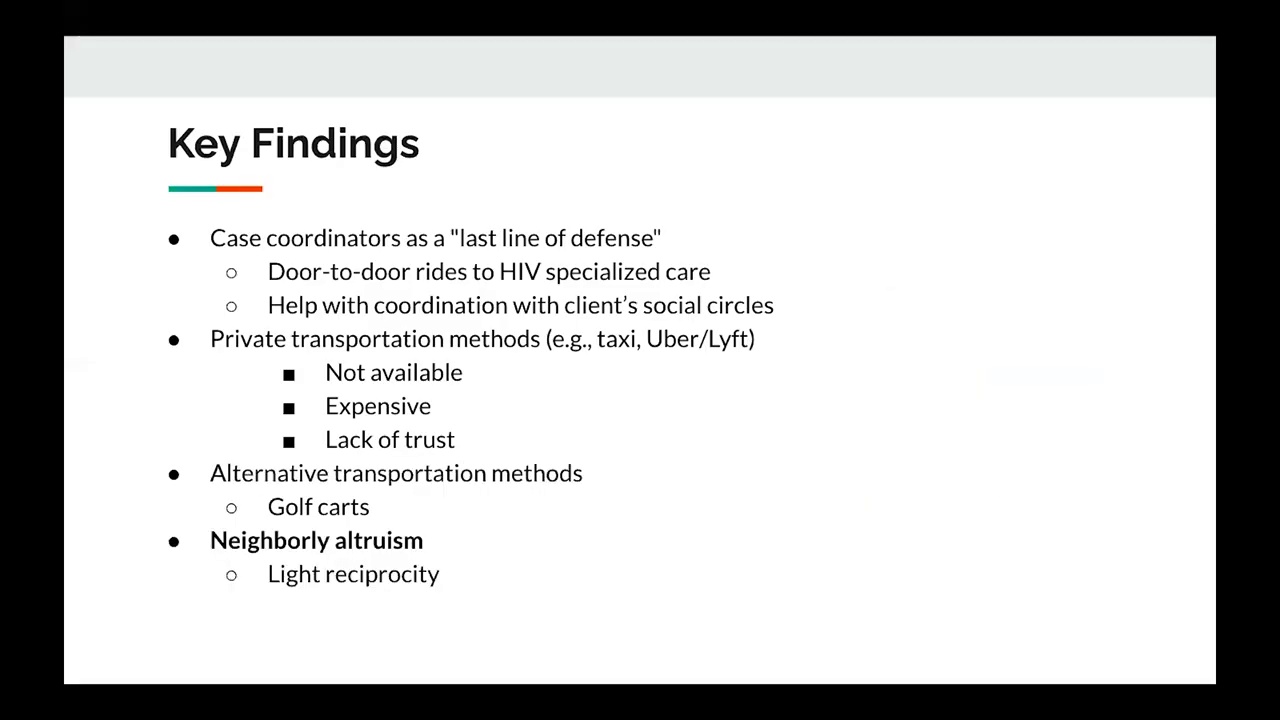 Key Findings
● Case coordinators as a "last line of defense"
○ Door-to-door rides to HIV specialized care
○ Help with coordination with client’s social circles
● Private transportation methods (e.g., taxi, Uber/Lyft)
■ Not available
■ Expensive
■ Lack of trust
● Alternative transportation methods
○ Golf carts
● Neighborly altruism
○ Light reciprocity